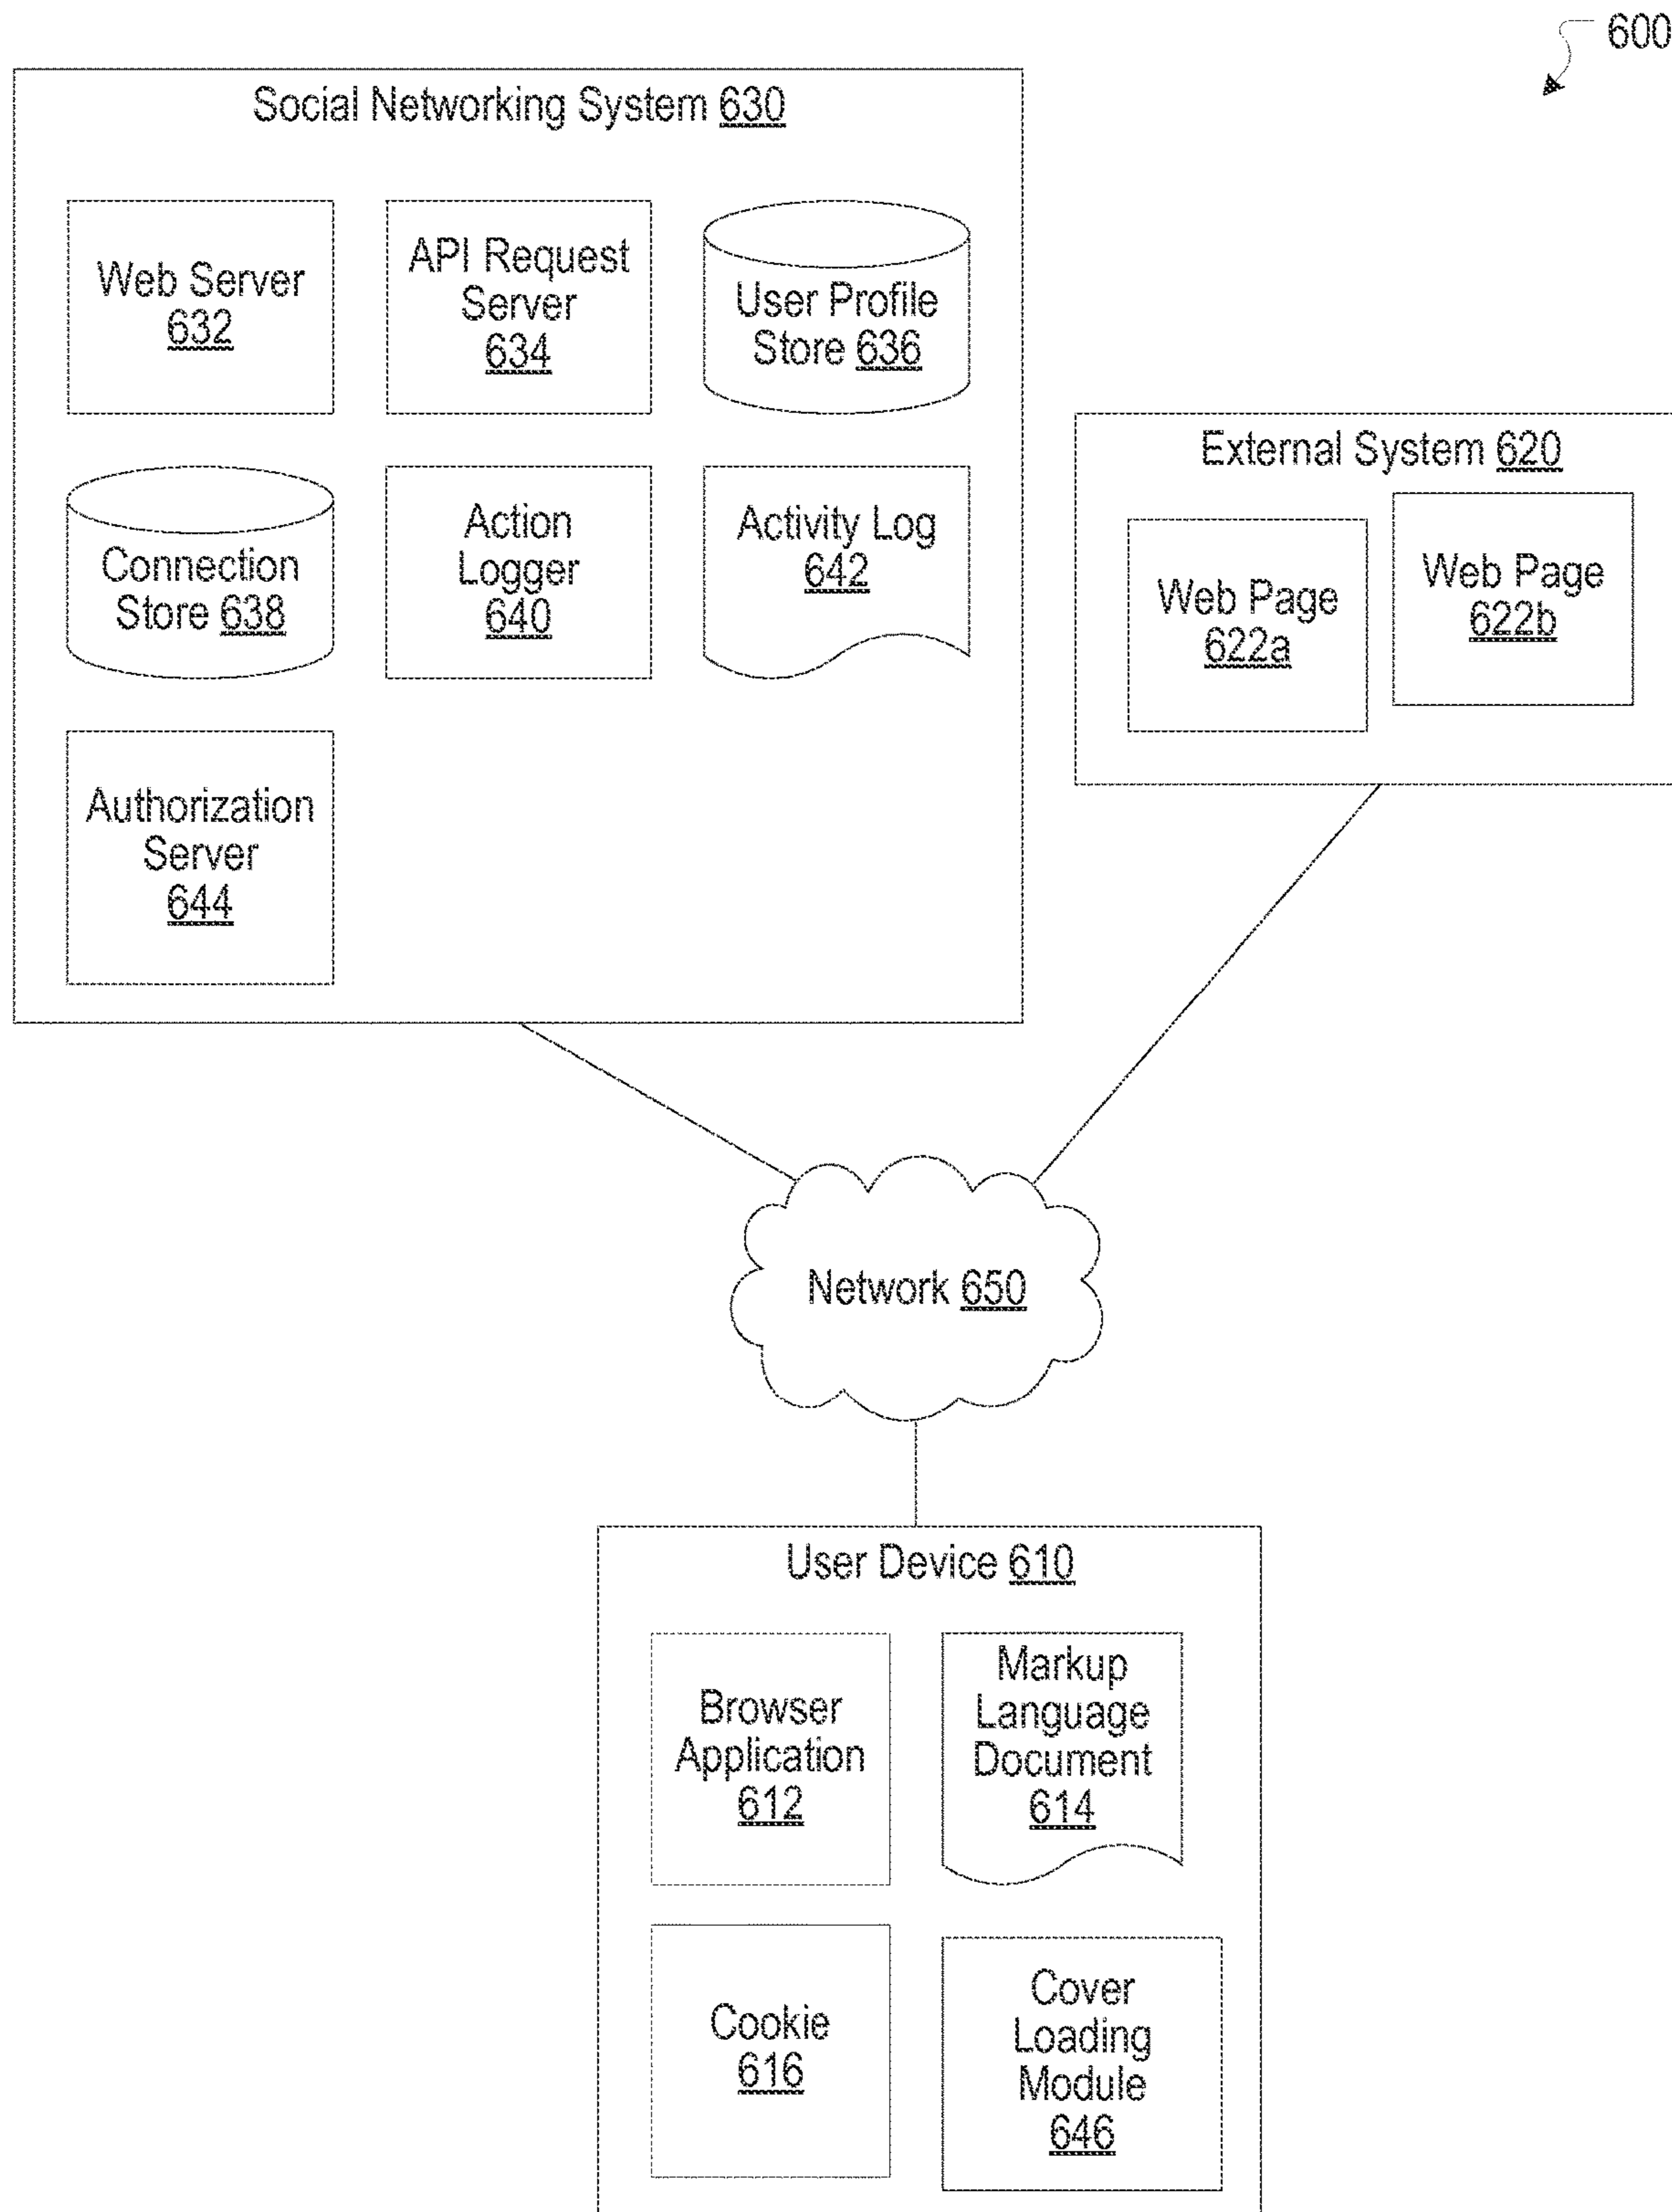 600
Social Networking System 630
Web Server
632
API Request
Server
634
User Profile
Store 636
Connection
Store 638
Action
Logger
640
Activity Log
642
Authorization
Server
644
External System 620
Web Page
622a
Web Page
622b
Network 650
User Device 610
Browser
Application
612
Markup
Language
Document
614
Cookie
616
Cover
Loading
Module
646